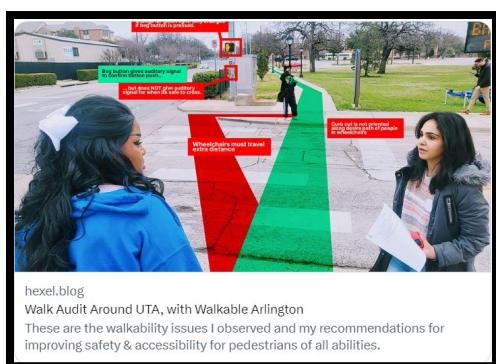 if beg button is pressed.
Beg button gives auditory signal
to confirm button push...
... but does NOT give auditory
signal for when its safe to cross.
Wheelchairs must travel
extra distance
Curb cut is not oriented
along desire path of people
in wheelchairs
hexel.blog
Walk Audit Around UTA, with Walkable Arlington
These are the walkability issues I observed and my recommendations for
improving safety & accessibility for pedestrians of all abilities.